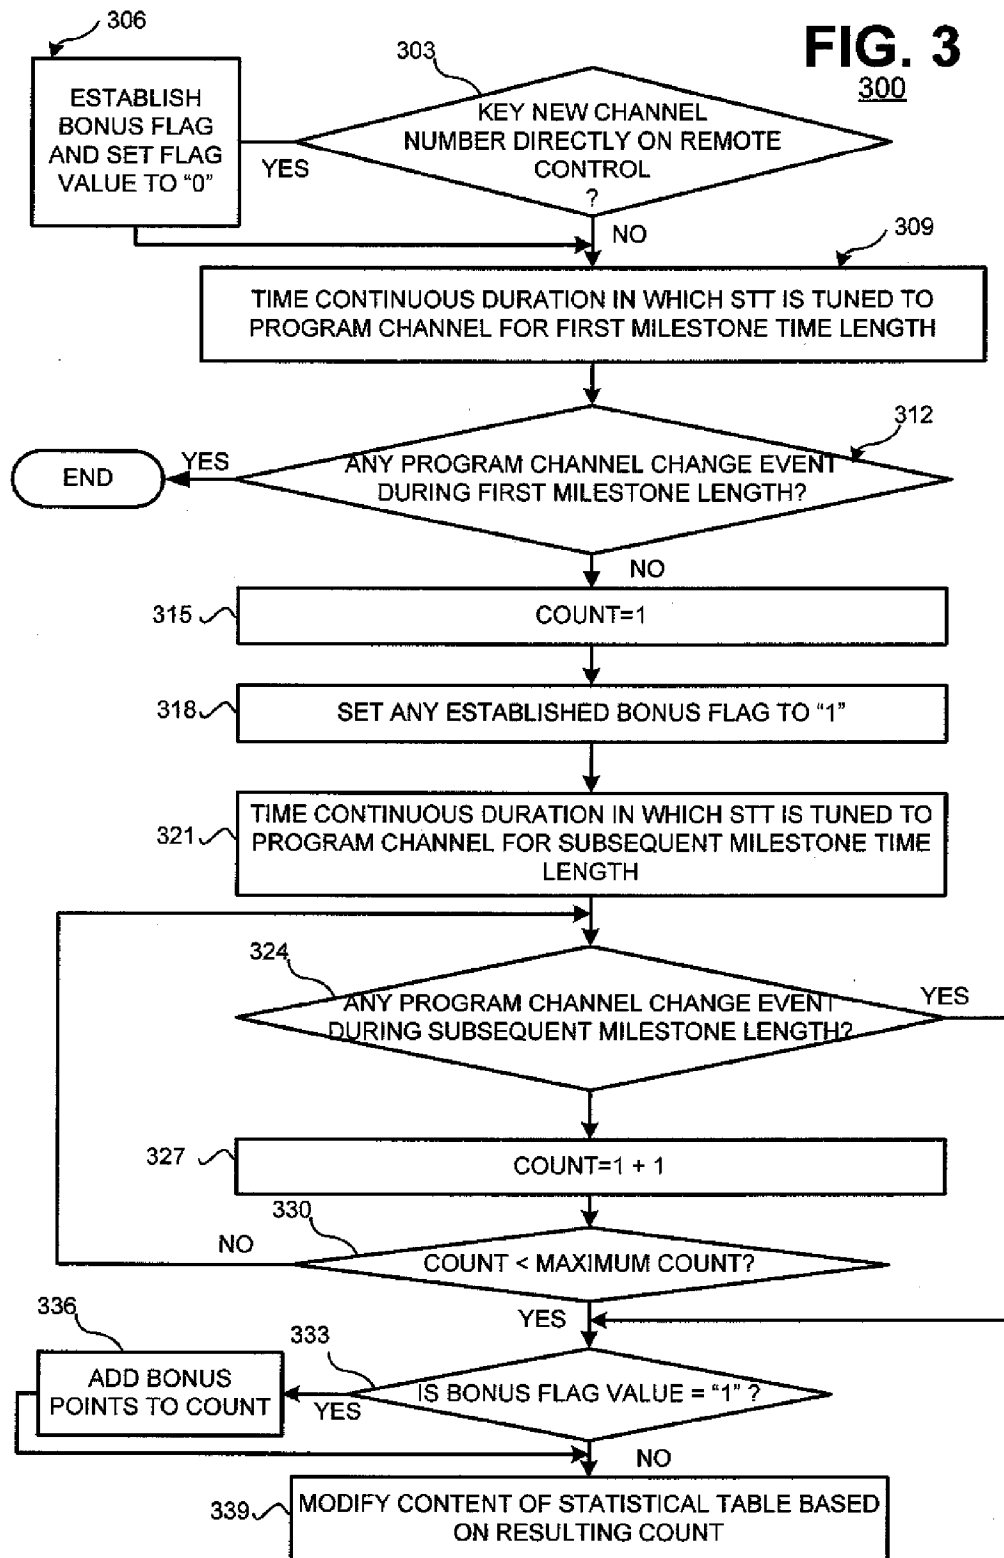 FIG. 3
300
306
303
ESTABLISH
BONUS FLAG
AND SET FLAG
VALUE TO “0”
YES
KEY NEW CHANNEL
NUMBER DIRECTLY ON REMOTE
CONTROL
?
NO
309
TIME CONTINUOUS DURATION IN WHICH STT IS TUNED TO
PROGRAM CHANNEL FOR FIRST MILESTONE TIME LENGTH
312
END
YES
ANY PROGRAM CHANNEL CHANGE EVENT
DURING FIRST MILESTONE LENGTH?
NO
315
COUNT=1
318
SET ANY ESTABLISHED BONUS FLAG TO “1”
321
TIME CONTINUOUS DURATION IN WHICH STT IS TUNED TO
PROGRAM CHANNEL FOR SUBSEQUENT MILESTONE TIME
LENGTH
324
ANY PROGRAM CHANNEL CHANGE EVENT
DURING SUBSEQUENT MILESTONE LENGTH?
YES
327
COUNT=1 + 1
330
NO
COUNT < MAXIMUM COUNT?
YES
336
333
ADD BONUS
POINTS TO COUNT
YES
IS BONUS FLAG VALUE = “1” ?
NO
339
MODIFY CONTENT OF STATISTICAL TABLE BASED
ON RESULTING COUNT